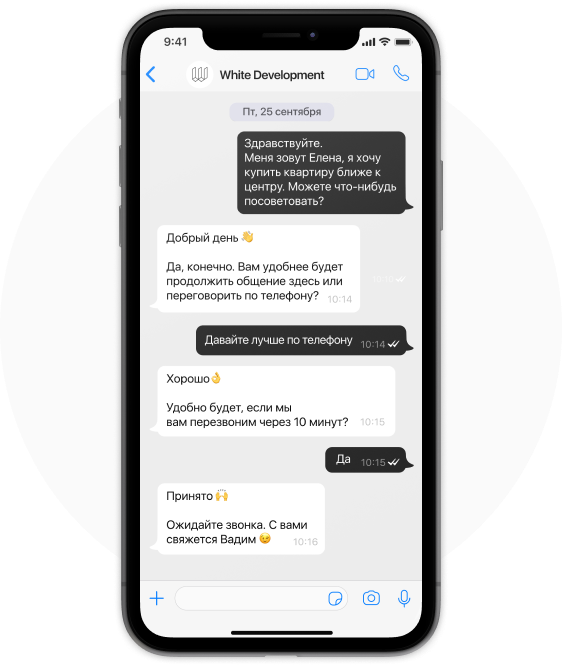 9:41
White Development
Пт, 25 сентября
Здравствуйте.
Меня зовут Елена, я хочу
купить квартиру ближе к
центру. Можете что-нибудь
посоветовать?
Добрый день 👋
Да, конечно. Вам удобнее будет
продолжить общение здесь или
переговорить по телефону? 10:14
Давайте лучше по телефону 10:14
Хорошо👌
Удобно будет, если мы
вам перезвоним через 10 минут? 10:15
Да 10:15
Принято 🙌
Ожидайте звонка. С вами
свяжется Вадим 😉 10:16